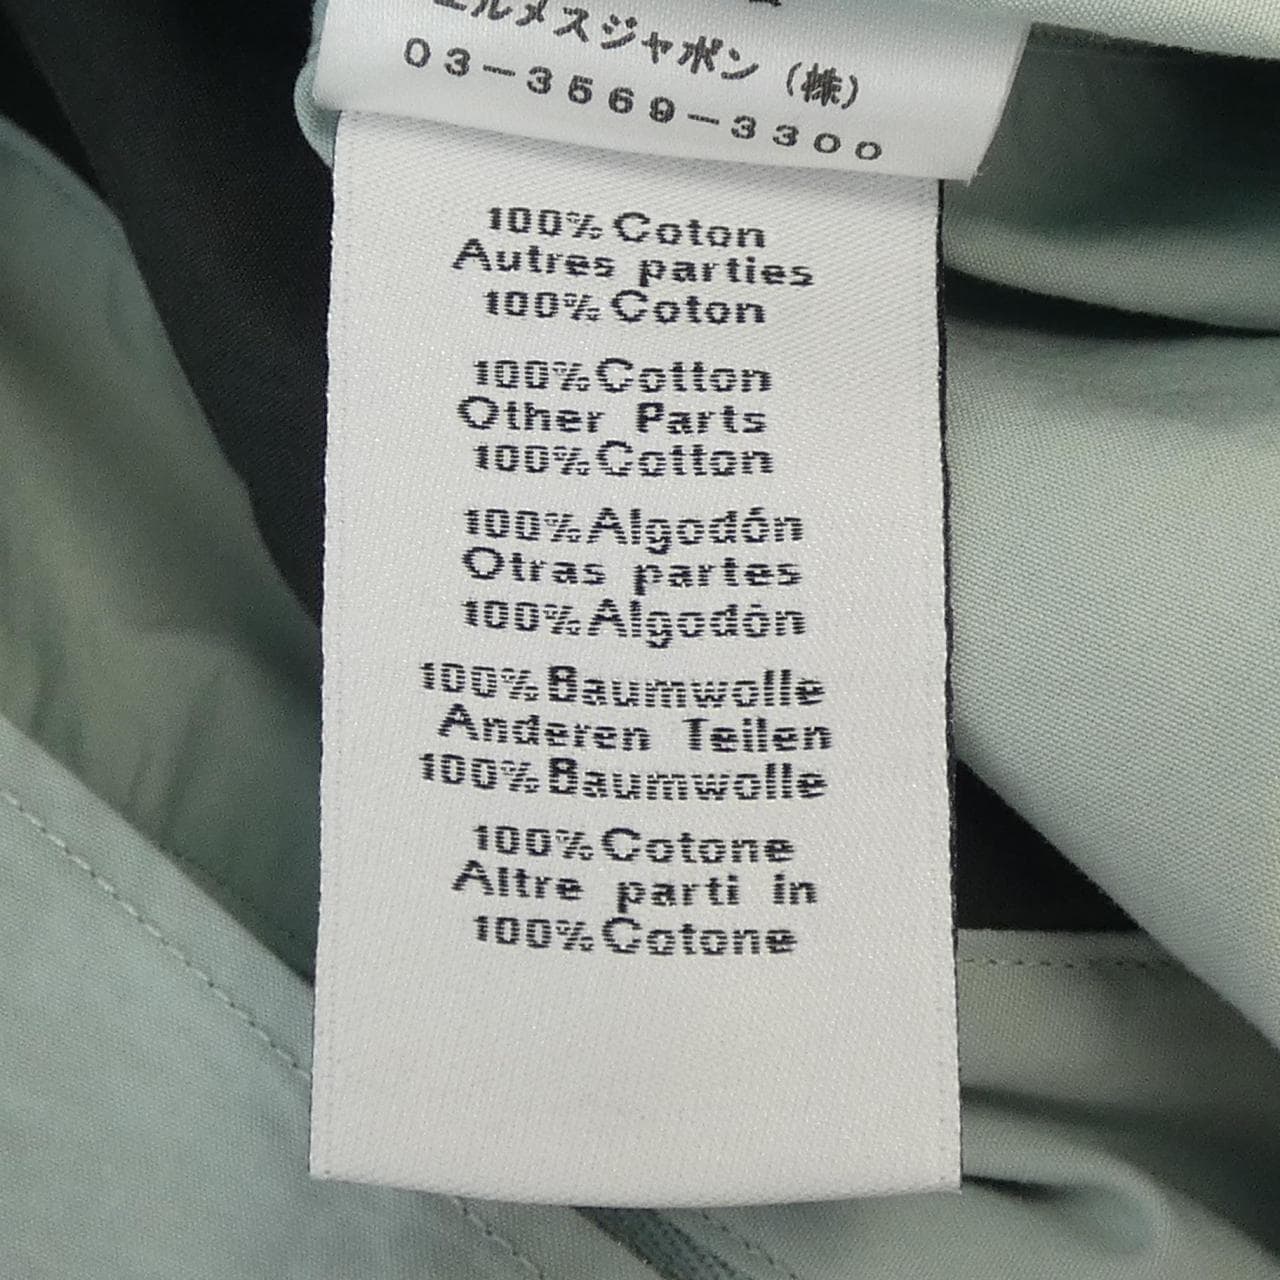 エルメスジャポン（株）
03-3569-3300
100%Coton
Autres parties
100%Coton
100%Cotton
Other Parts
100%Cotton
100%Algodón
Otras partes
100%Algodón
100%Baumwolle
Anderen Teilen
100%Baumwolle
100%Cotone
Altre parti in
100%Cotone